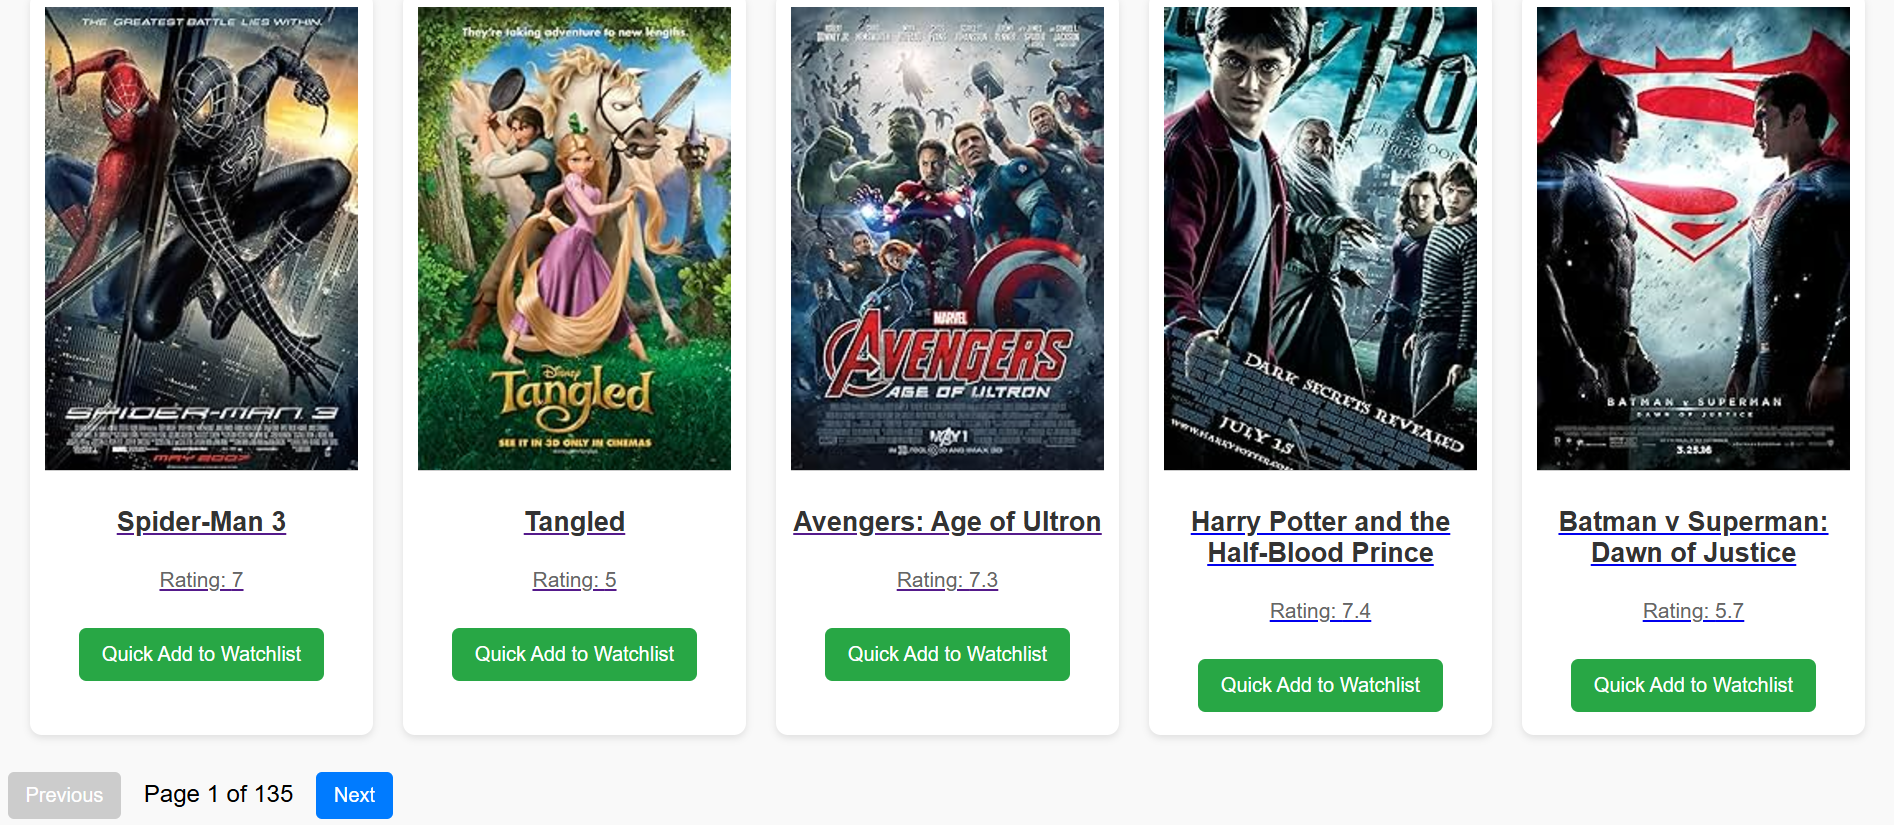 THE GREATEST BATTLE LIES WITHIN.
SPIDER-MAN 3
MAY 2007
They're taking adventure to new lengths.
Disney
Tangled
SEE IT IN 3D ONLY IN CINEMAS
MARVEL
AVENGERS
AGE OF ULTRON
MAY 1
DARK SECRETS REVEALED
JULY 15
BATMAN v SUPERMAN
DAWN OF JUSTICE
3.25.16
Spider-Man 3
Rating: 7
Quick Add to Watchlist
Tangled
Rating: 5
Quick Add to Watchlist
Avengers: Age of Ultron
Rating: 7.3
Quick Add to Watchlist
Harry Potter and the
Half-Blood Prince
Rating: 7.4
Quick Add to Watchlist
Batman v Superman:
Dawn of Justice
Rating: 5.7
Quick Add to Watchlist
Previous
Page 1 of 135
Next